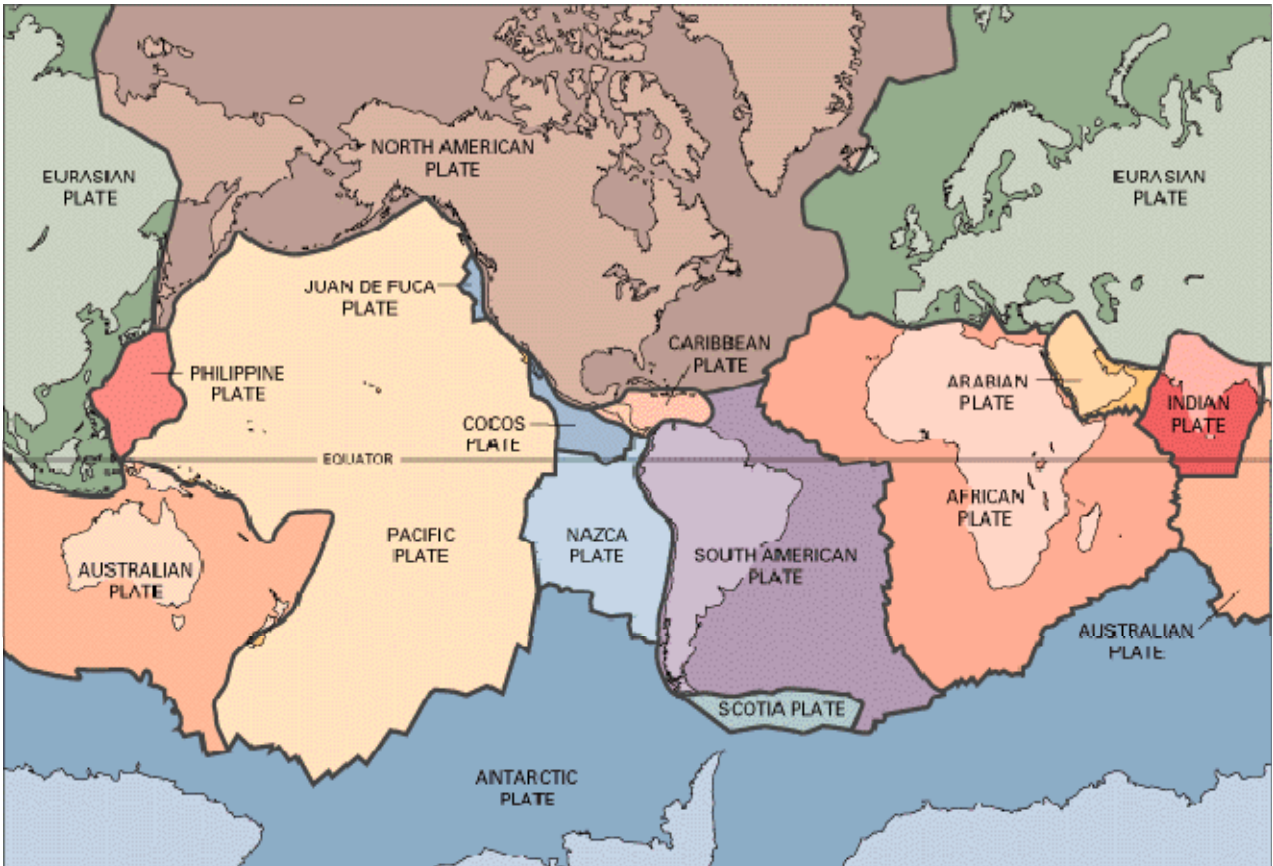 NORTH AMERICAN
PLATE
EURASIAN
PLATE
EURASIAN
PLATE
JUAN DE FUCA
PLATE
CARIBBEAN
PLATE
PHILIPPINE
PLATE
ARABIAN
PLATE
INDIAN
PLATE
COCOS
PLATE
EQUATOR
AFRICAN
PLATE
PACIFIC
PLATE
NAZCA
PLATE
SOUTH AMERICAN
PLATE
AUSTRALIAN
PLATE
AUSTRALIAN
PLATE
SCOTIA PLATE
ANTARCTIC
PLATE